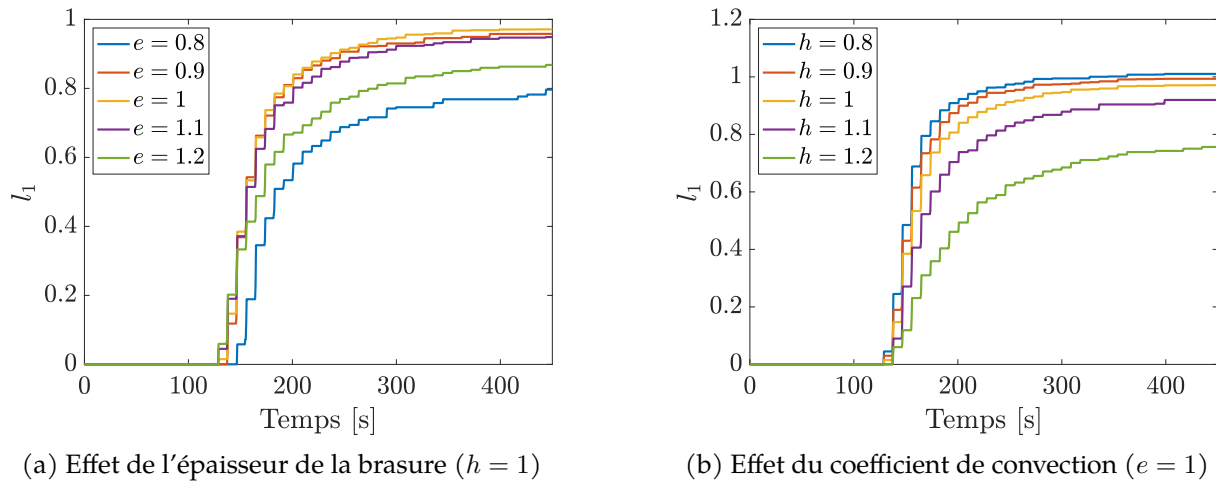 1
0.8
0.6
0.4
0.2
0
0 100 200 300 400
l₁
Temps [s]
e = 0.8
e = 0.9
e = 1
e = 1.1
e = 1.2
(a) Effet de l'épaisseur de la brasure (h = 1)
1.2
1
0.8
0.6
0.4
0.2
0
0 100 200 300 400
l₁
Temps [s]
h = 0.8
h = 0.9
h = 1
h = 1.1
h = 1.2
(b) Effet du coefficient de convection (e = 1)